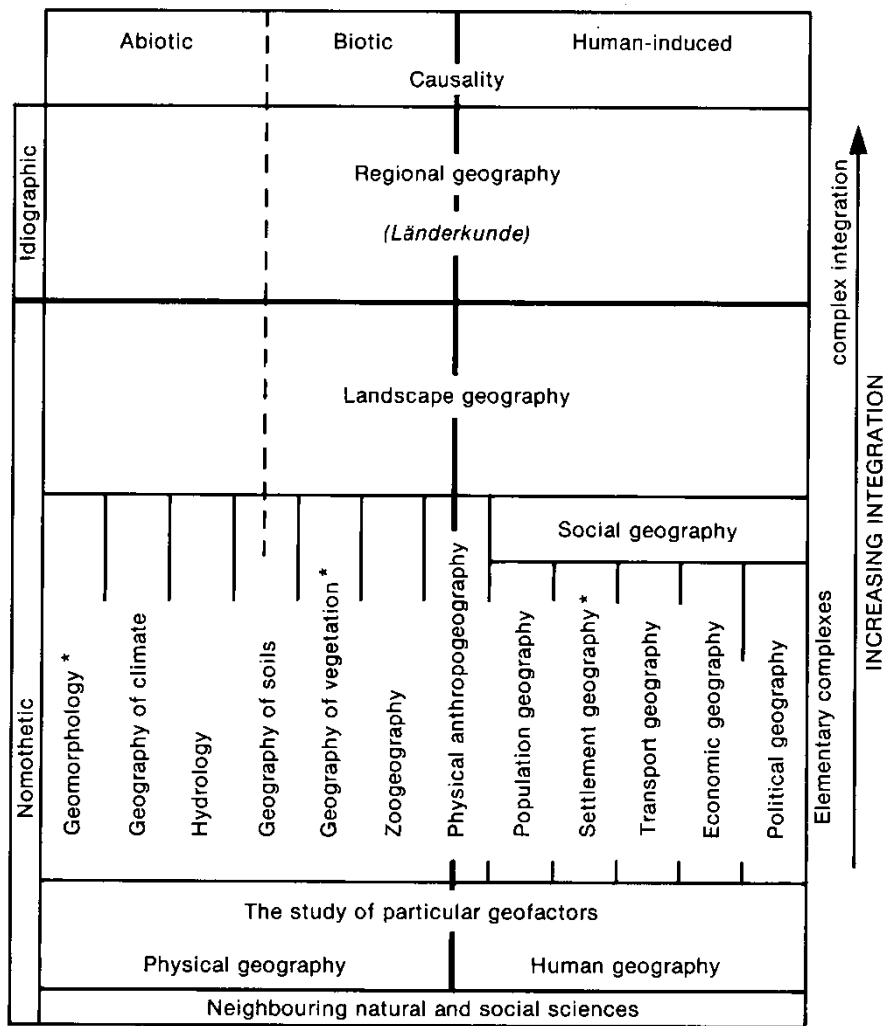 Abiotic
Biotic
Human-induced
Causality
Idiographic
Regional geography
(Länderkunde)
complex integration
INCREASING INTEGRATION
Nomothetic
Landscape geography
Social geography
Geomorphology *
Geography of climate
Hydrology
Geography of soils
Geography of vegetation*
Zoogeography
Physical anthropogeography
Population geography
Settlement geography*
Transport geography
Economic geography
Political geography
Elementary complexes
The study of particular geofactors
Physical geography
Human geography
Neighbouring natural and social sciences